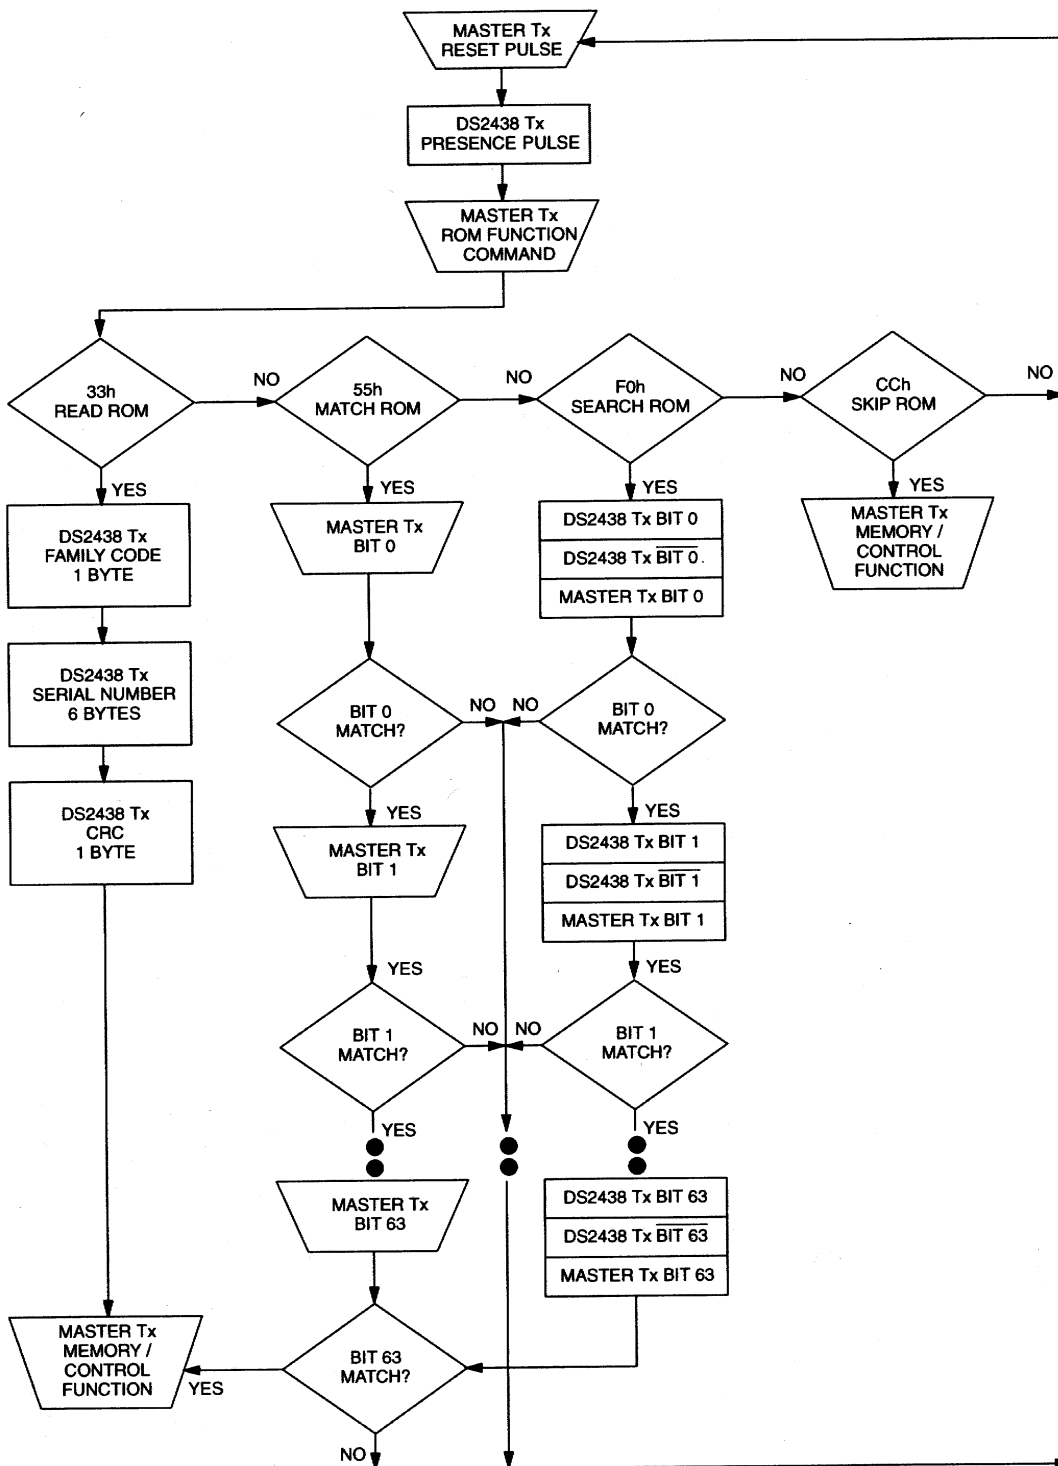 MASTER Tx
RESET PULSE
DS2438 Tx
PRESENCE PULSE
MASTER Tx
ROM FUNCTION
COMMAND
33h
READ ROM
NO
55h
MATCH ROM
NO
F0h
SEARCH ROM
NO
CCh
SKIP ROM
NO
YES
YES
YES
YES
DS2438 Tx
FAMILY CODE
1 BYTE
MASTER Tx
BIT 0
DS2438 Tx BIT 0
DS2438 Tx B̅I̅T̅ ̅0̅
MASTER Tx BIT 0
MASTER Tx
MEMORY /
CONTROL
FUNCTION
DS2438 Tx
SERIAL NUMBER
6 BYTES
BIT 0
MATCH?
NO
NO
BIT 0
MATCH?
YES
YES
DS2438 Tx
CRC
1 BYTE
MASTER Tx
BIT 1
DS2438 Tx BIT 1
DS2438 Tx B̅I̅T̅ ̅1̅
MASTER Tx BIT 1
YES
YES
BIT 1
MATCH?
NO
NO
BIT 1
MATCH?
YES
YES
MASTER Tx
BIT 63
DS2438 Tx BIT 63
DS2438 Tx B̅I̅T̅ ̅6̅3̅
MASTER Tx BIT 63
MASTER Tx
MEMORY /
CONTROL
FUNCTION
YES
BIT 63
MATCH?
NO